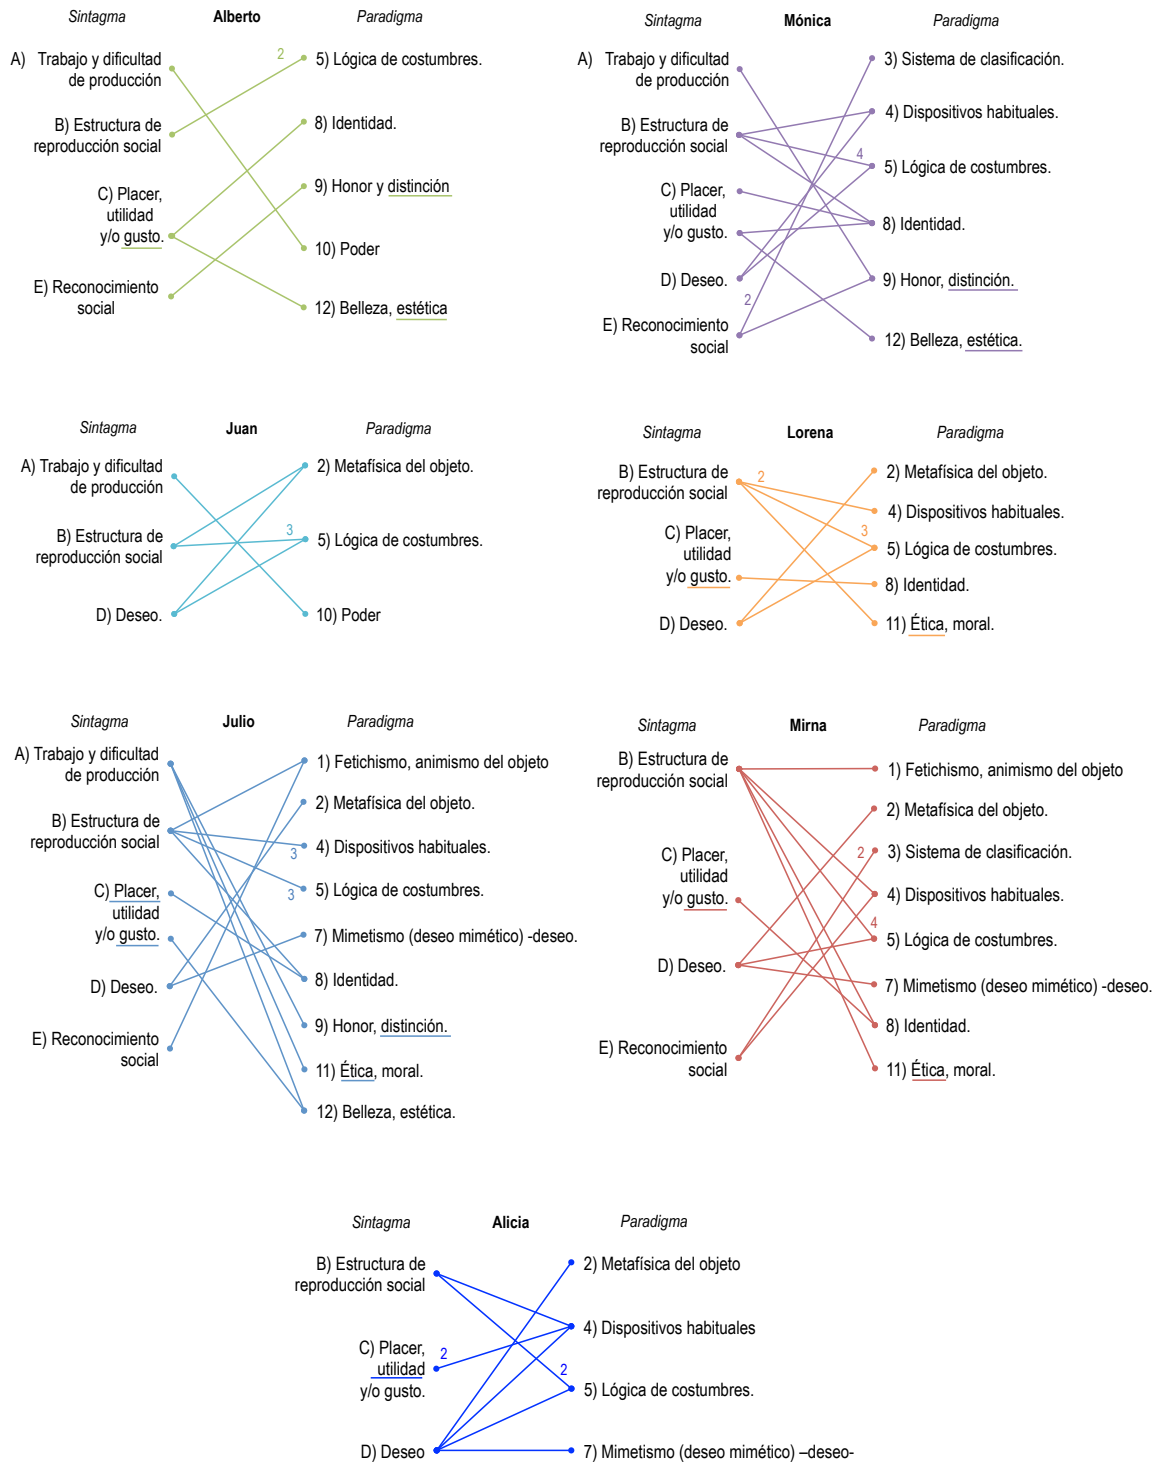 Sintagma Alberto Paradigma
A) Trabajo y dificultad
de producción
B) Estructura de
reproducción social
C) Placer,
utilidad
y/o gusto.
E) Reconocimiento
social
2
5) Lógica de costumbres.
8) Identidad.
9) Honor y distinción
10) Poder
12) Belleza, estética
Sintagma Mónica Paradigma
A) Trabajo y dificultad
de producción
B) Estructura de
reproducción social
C) Placer,
utilidad
y/o gusto.
D) Deseo.
E) Reconocimiento
social
4
2
3) Sistema de clasificación.
4) Dispositivos habituales.
5) Lógica de costumbres.
8) Identidad.
9) Honor, distinción.
12) Belleza, estética.
Sintagma Juan Paradigma
A) Trabajo y dificultad
de producción
B) Estructura de
reproducción social
D) Deseo.
3
2) Metafísica del objeto.
5) Lógica de costumbres.
10) Poder
Sintagma Lorena Paradigma
B) Estructura de
reproducción social
C) Placer,
utilidad
y/o gusto.
D) Deseo.
2
3
2) Metafísica del objeto.
4) Dispositivos habituales.
5) Lógica de costumbres.
8) Identidad.
11) Ética, moral.
Sintagma Julio Paradigma
A) Trabajo y dificultad
de producción
B) Estructura de
reproducción social
C) Placer,
utilidad
y/o gusto.
D) Deseo.
E) Reconocimiento
social
3
3
1) Fetichismo, animismo del objeto
2) Metafísica del objeto.
4) Dispositivos habituales.
5) Lógica de costumbres.
7) Mimetismo (deseo mimético) -deseo.
8) Identidad.
9) Honor, distinción.
11) Ética, moral.
12) Belleza, estética.
Sintagma Mirna Paradigma
B) Estructura de
reproducción social
C) Placer,
utilidad
y/o gusto.
D) Deseo.
E) Reconocimiento
social
2
4
1) Fetichismo, animismo del objeto
2) Metafísica del objeto.
3) Sistema de clasificación.
4) Dispositivos habituales.
5) Lógica de costumbres.
7) Mimetismo (deseo mimético) -deseo.
8) Identidad.
11) Ética, moral.
Sintagma Alicia Paradigma
B) Estructura de
reproducción social
C) Placer,
utilidad
y/o gusto.
D) Deseo
2
2
2) Metafísica del objeto
4) Dispositivos habituales
5) Lógica de costumbres.
7) Mimetismo (deseo mimético) –deseo-